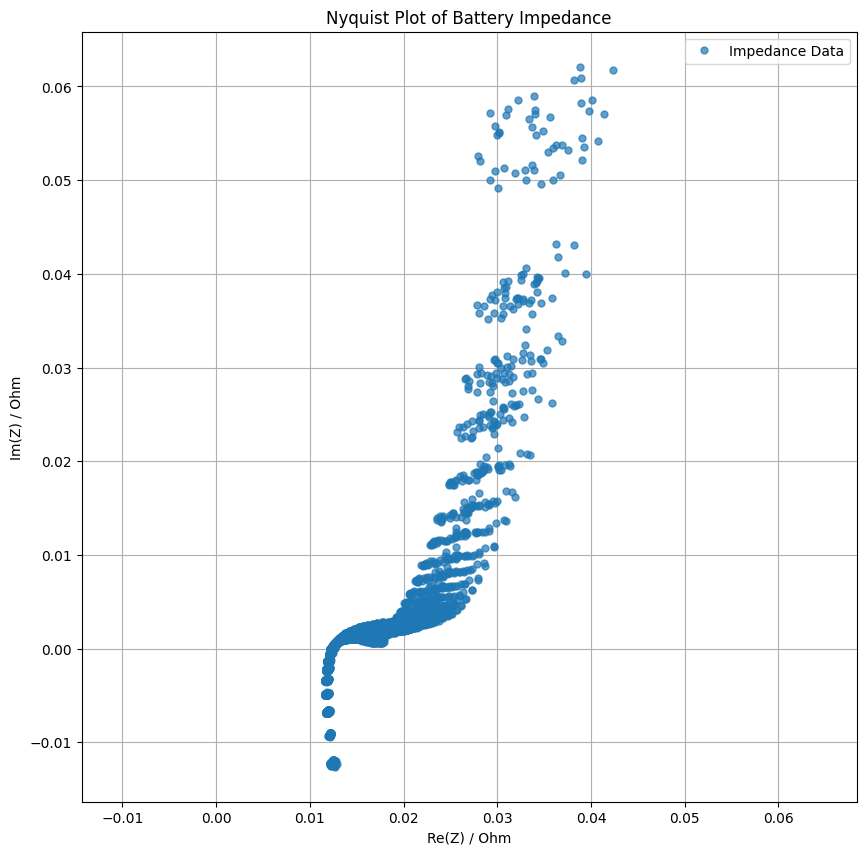 Nyquist Plot of Battery Impedance
Impedance Data
0.06
0.05
0.04
0.03
0.02
0.01
0.00
−0.01
Im(Z) / Ohm
−0.01 0.00 0.01 0.02 0.03 0.04 0.05 0.06
Re(Z) / Ohm